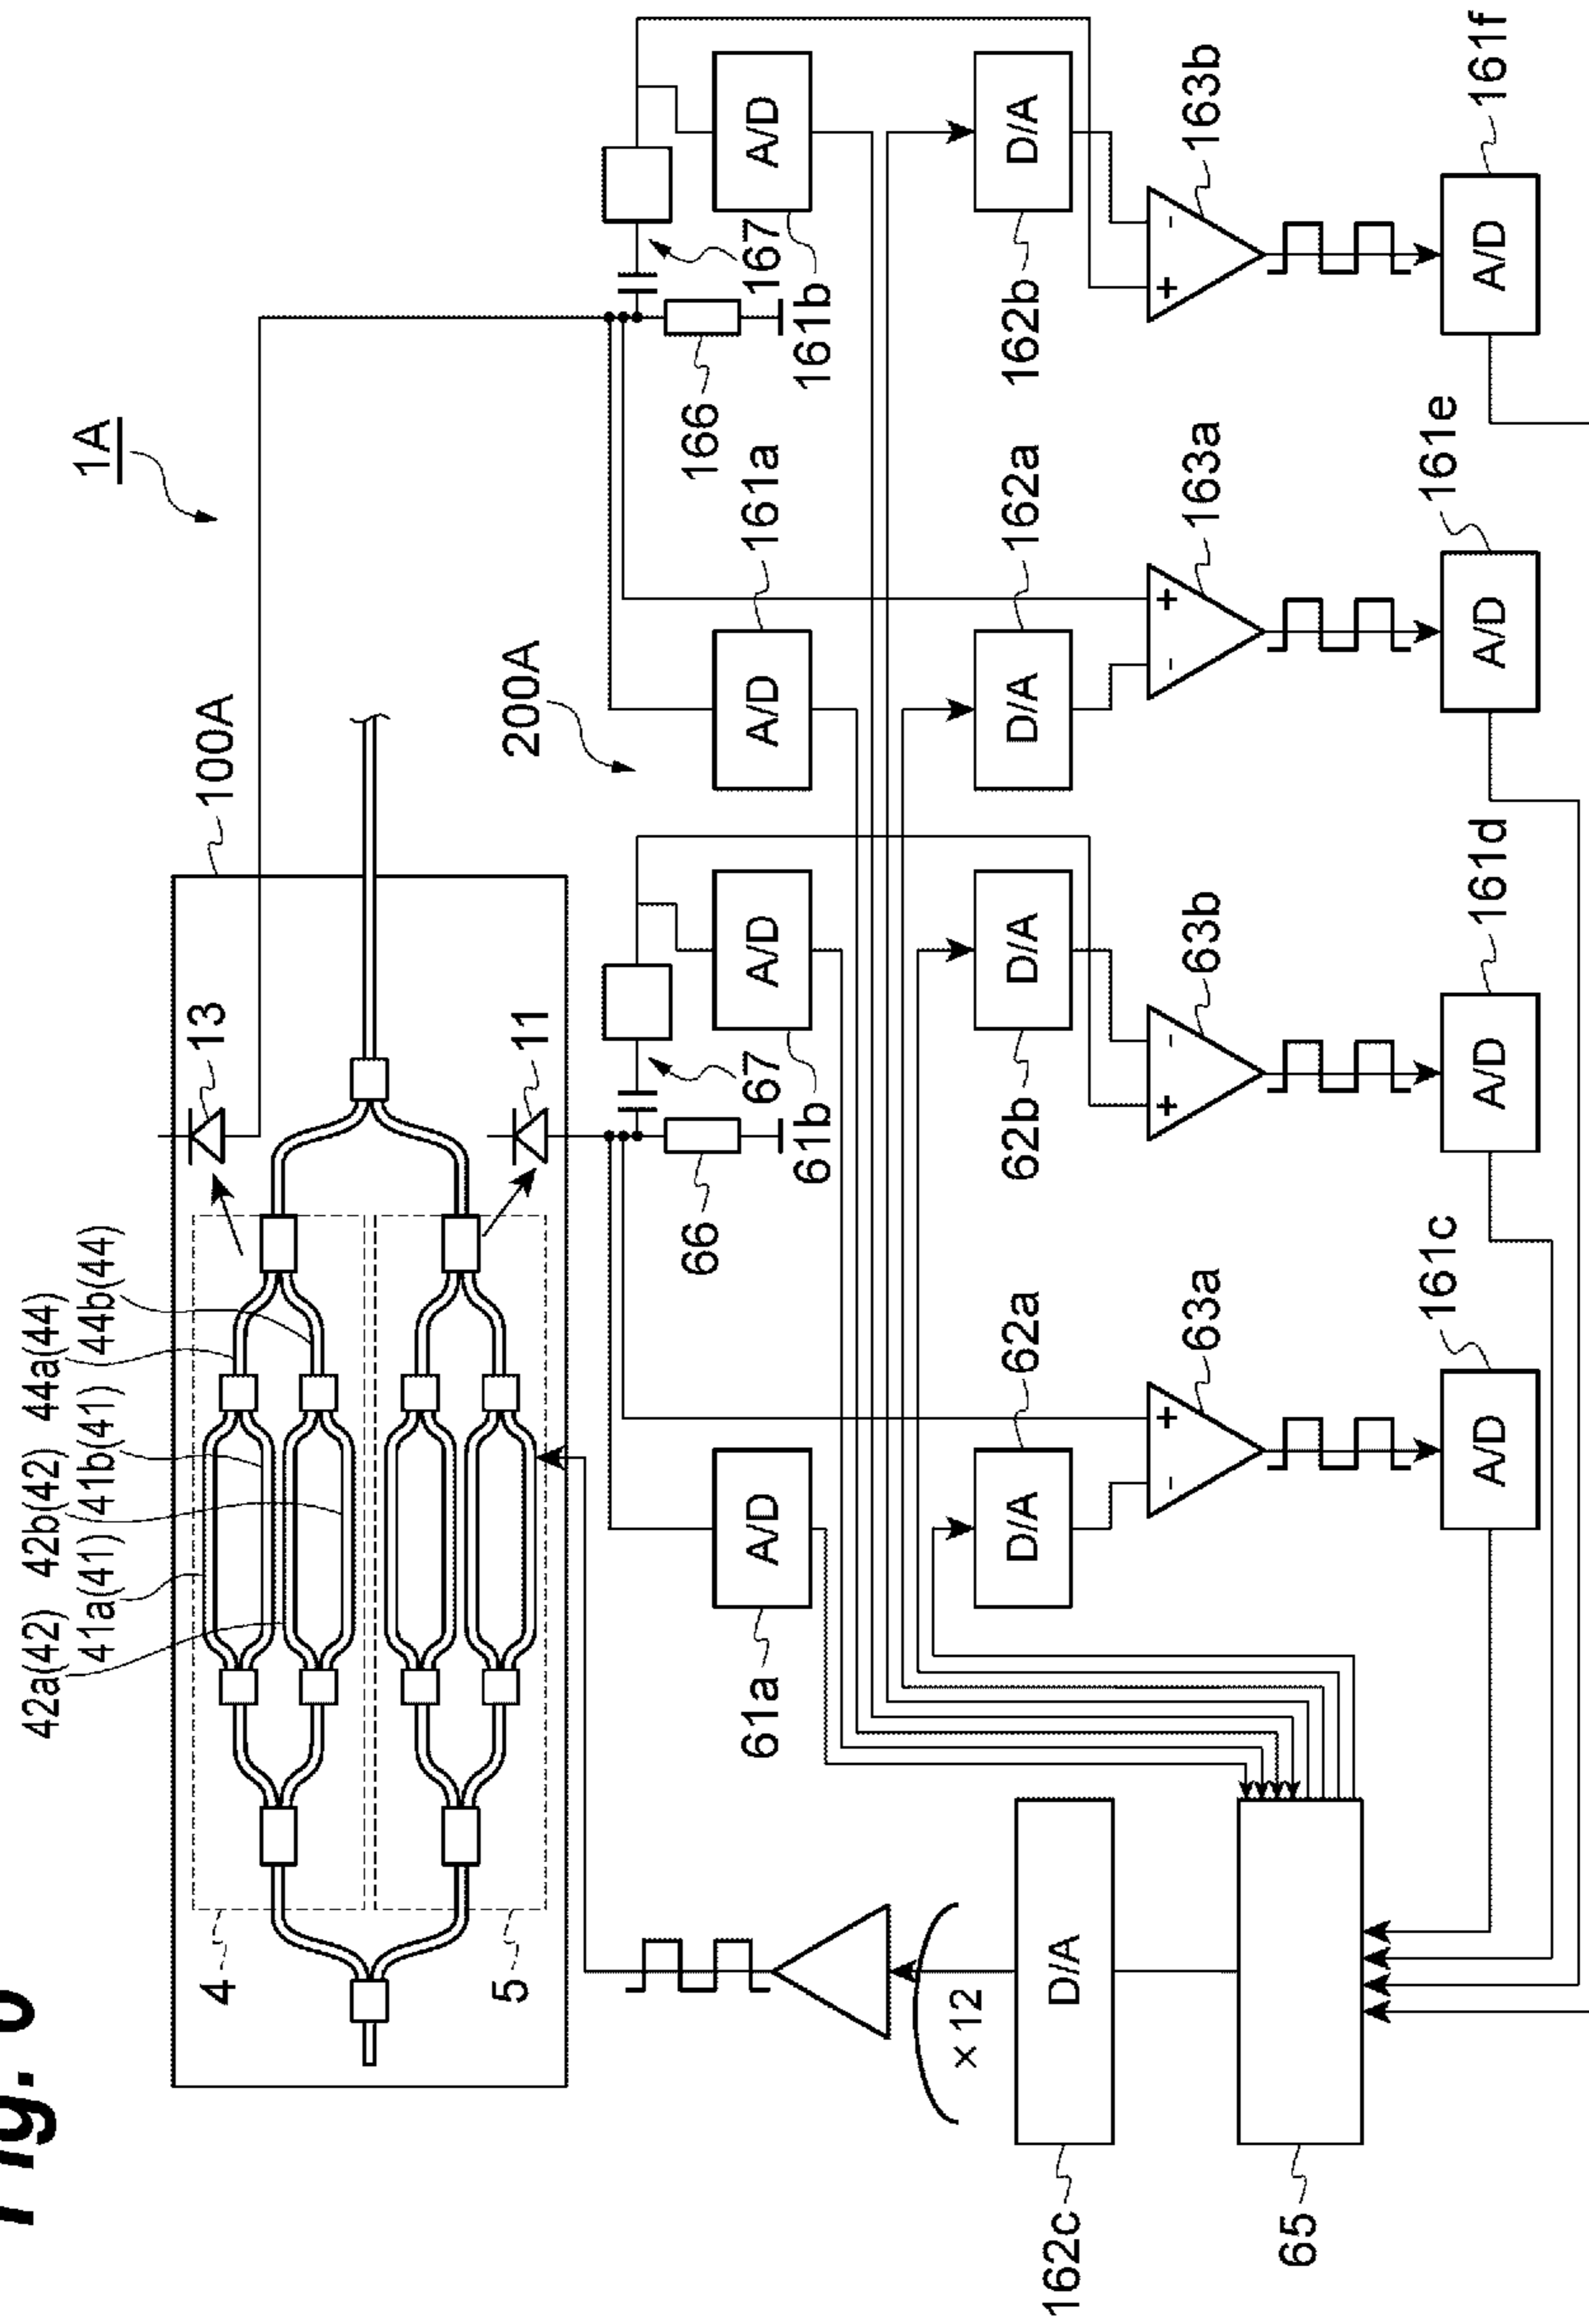 Fig. 6
1A
100A
13
11
4
5
42a(42) 42b(42) 44a(44)
41a(41) 41b(41) 44b(44)
200A
A/D
61a
66
67
A/D
61b
A/D
161a
166
167
A/D
161b
D/A
62a
D/A
62b
D/A
162a
D/A
162b
- +
63a
+ -
63b
- +
163a
+ -
163b
A/D
161c
A/D
161d
A/D
161e
A/D
161f
× 12
D/A
162c
65